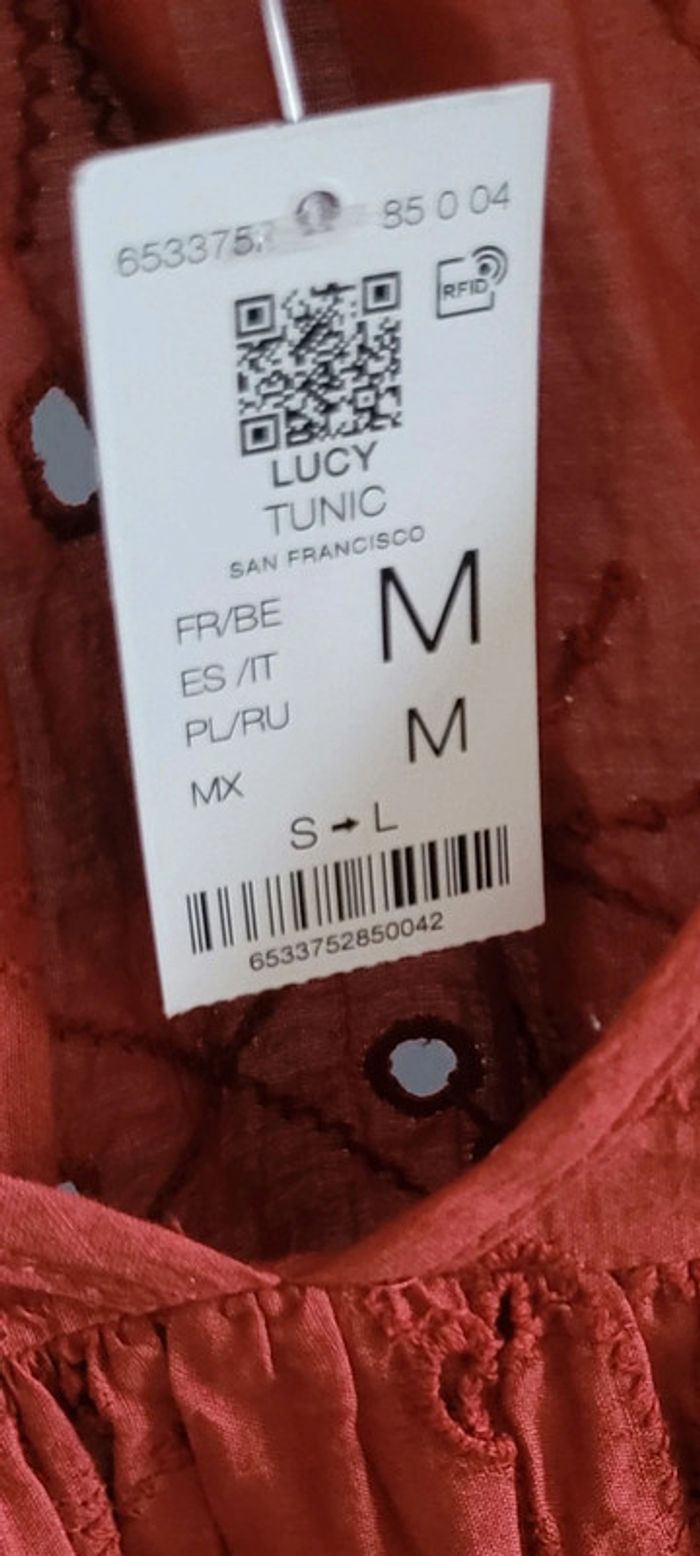 653375 85 0 04
RFID
LUCY
TUNIC
SAN FRANCISCO
FR/BE M
ES /IT
PL/RU M
MX
S → L
6533752850042